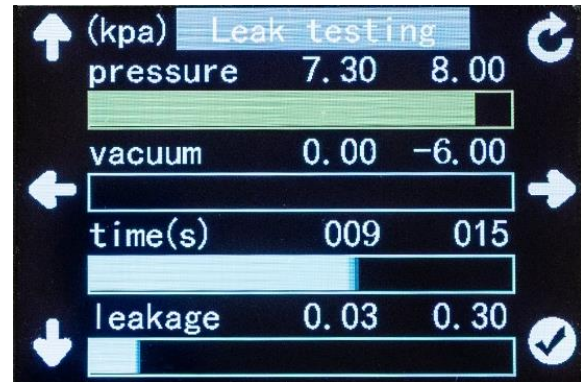 (kpa) Leak testing
pressure 7.30 8.00
vacuum 0.00 -6.00
time(s) 009 015
leakage 0.03 0.30